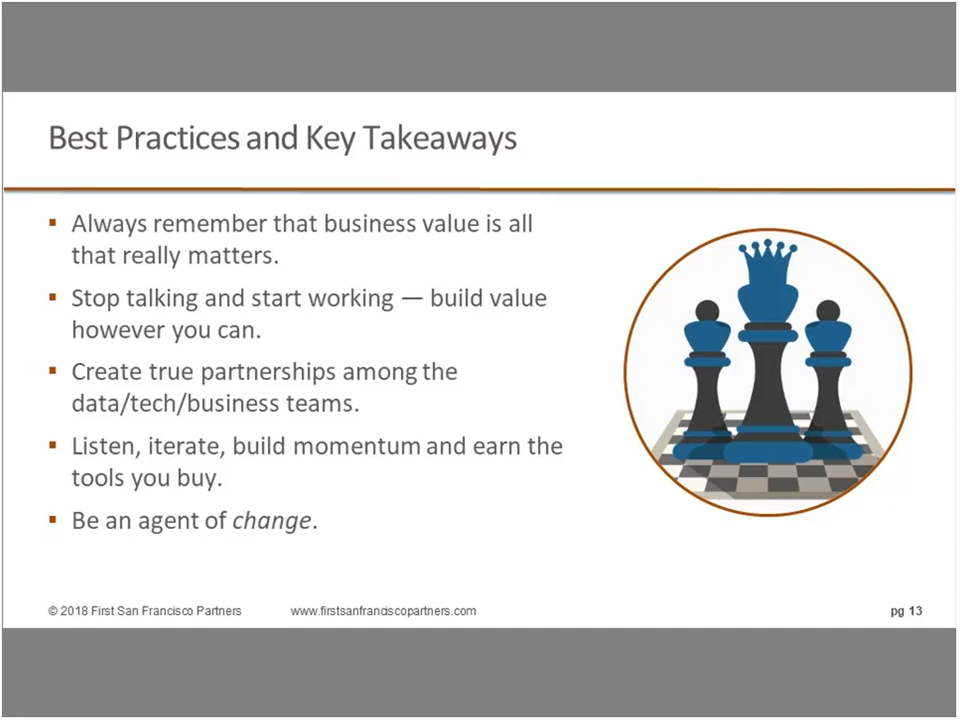 Best Practices and Key Takeaways
▪ Always remember that business value is all
that really matters.
▪ Stop talking and start working — build value
however you can.
▪ Create true partnerships among the
data/tech/business teams.
▪ Listen, iterate, build momentum and earn the
tools you buy.
▪ Be an agent of change.
© 2018 First San Francisco Partners www.firstsanfranciscopartners.com pg 13